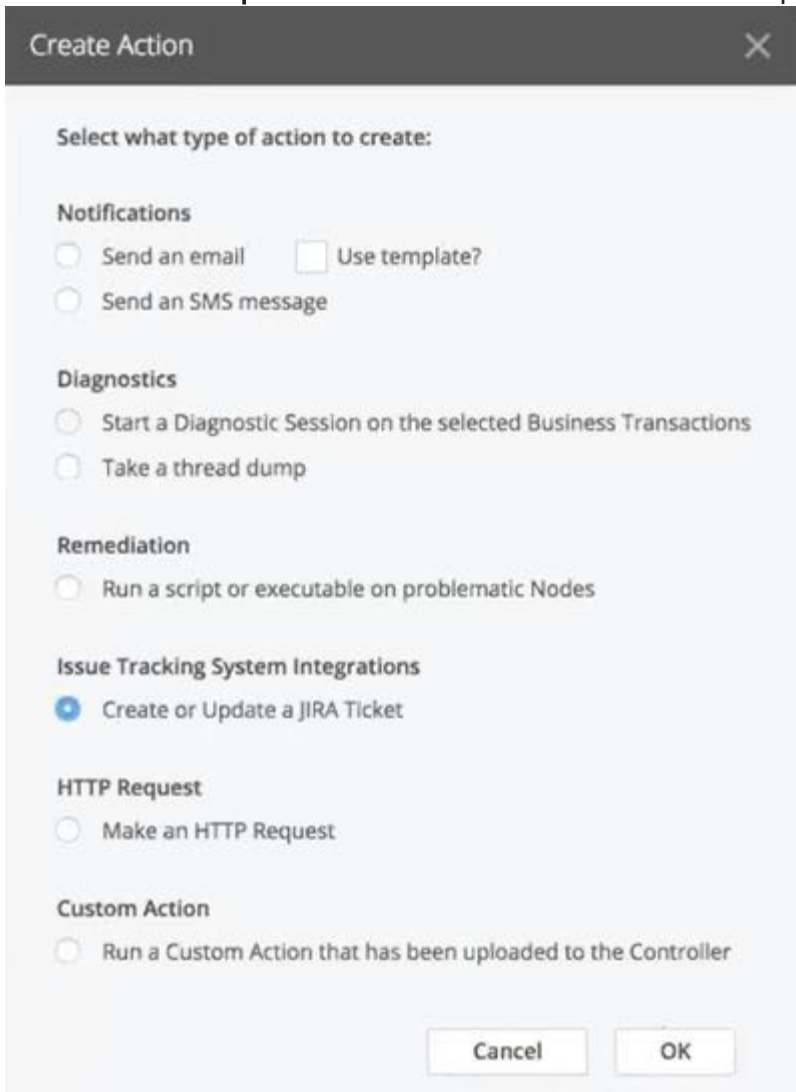 Create Action
Select what type of action to create:
Notifications
Send an email Use template?
Send an SMS message
Diagnostics
Start a Diagnostic Session on the selected Business Transactions
Take a thread dump
Remediation
Run a script or executable on problematic Nodes
Issue Tracking System Integrations
Create or Update a JIRA Ticket
HTTP Request
Make an HTTP Request
Custom Action
Run a Custom Action that has been uploaded to the Controller
Cancel OK